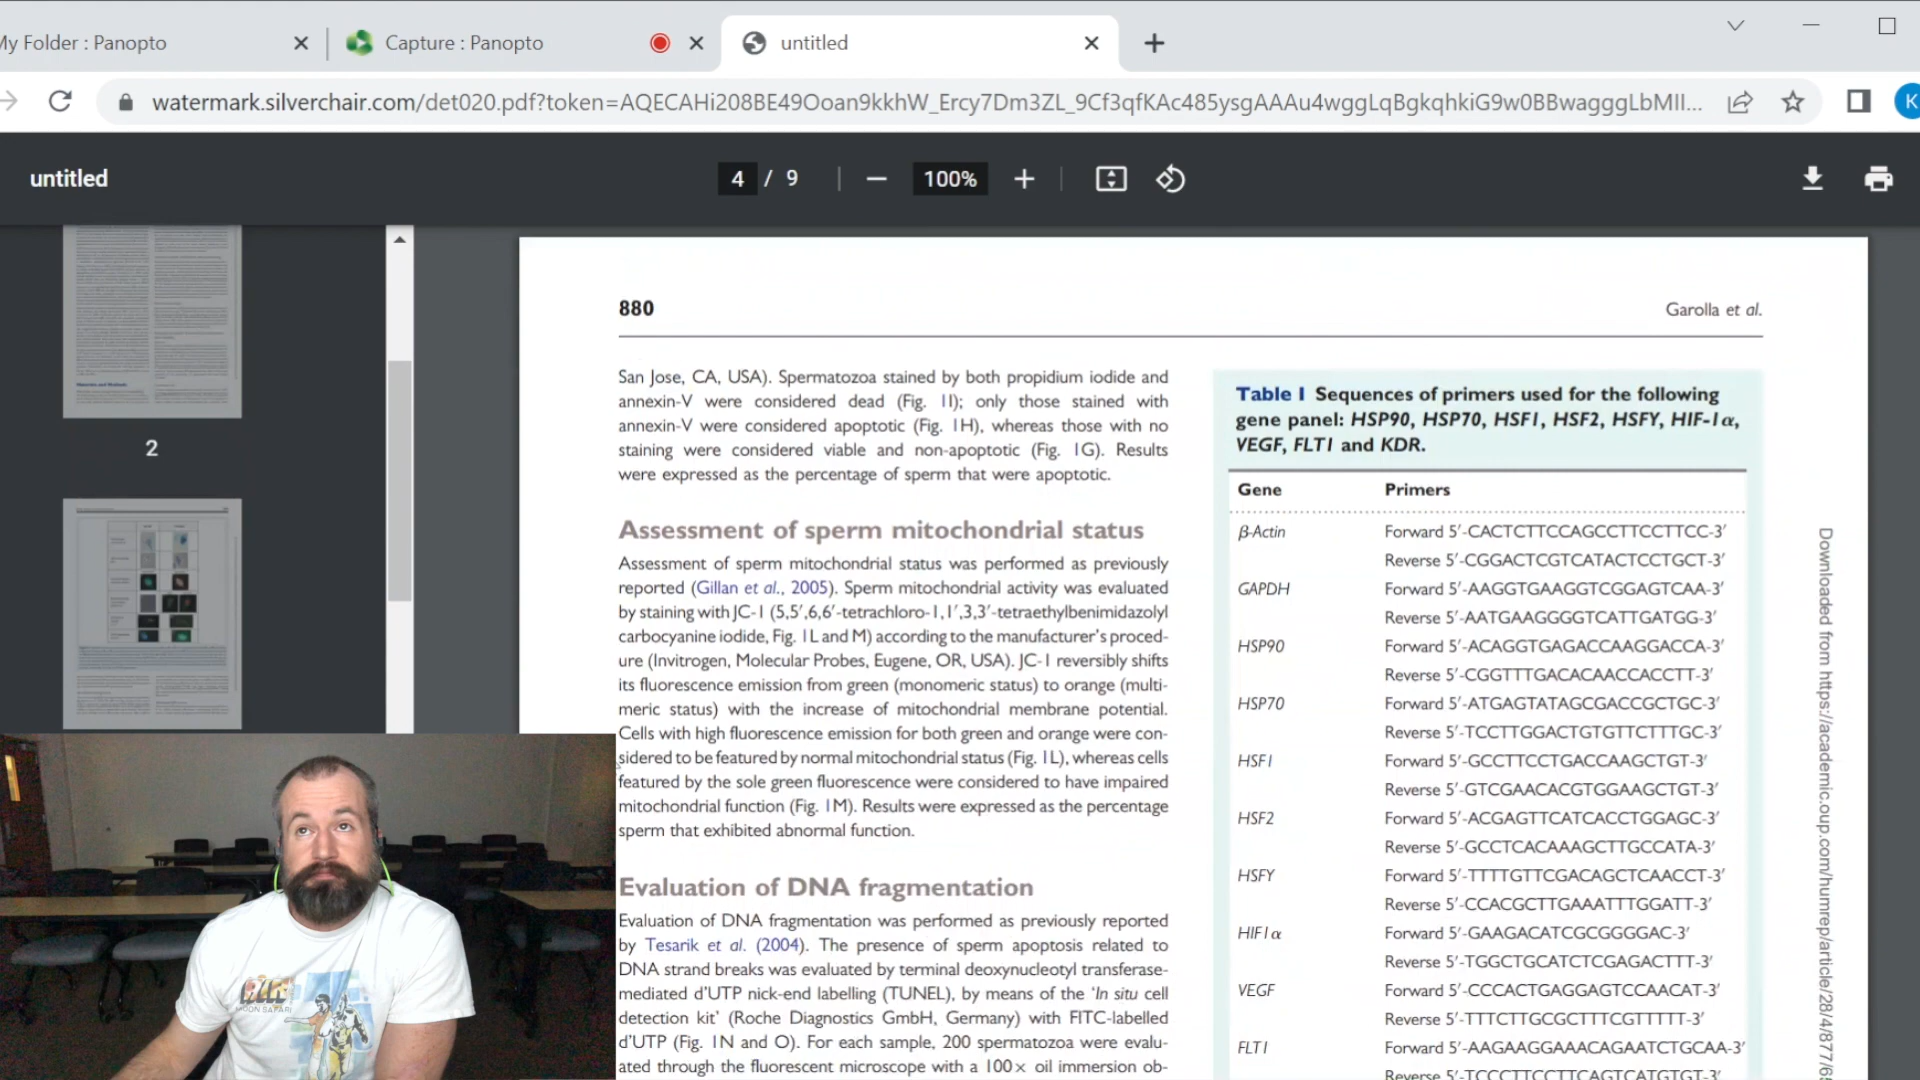 My Folder : Panopto
Capture : Panopto
untitled
watermark.silverchair.com/det020.pdf?token=AQECAHi208BE49Ooan9kkhW_Ercy7Dm3ZL_9Cf3qfKAc485ysgAAAu4wggLqBgkqhkiG9w0BBwagggLbMII...
K
untitled
4 / 9
100%
2
880
Garolla et al.
San Jose, CA, USA). Spermatozoa stained by both propidium iodide and
annexin-V were considered dead (Fig. 1I); only those stained with
annexin-V were considered apoptotic (Fig. 1H), whereas those with no
staining were considered viable and non-apoptotic (Fig. 1G). Results
were expressed as the percentage of sperm that were apoptotic.
Assessment of sperm mitochondrial status
Assessment of sperm mitochondrial status was performed as previously
reported (Gillan et al., 2005). Sperm mitochondrial activity was evaluated
by staining with JC-1 (5,5′,6,6′-tetrachloro-1,1′,3,3′-tetraethylbenimidazolyl
carbocyanine iodide, Fig. 1L and M) according to the manufacturer's proced-
ure (Invitrogen, Molecular Probes, Eugene, OR, USA). JC-1 reversibly shifts
its fluorescence emission from green (monomeric status) to orange (multi-
meric status) with the increase of mitochondrial membrane potential.
Cells with high fluorescence emission for both green and orange were con-
sidered to be featured by normal mitochondrial status (Fig. 1L), whereas cells
featured by the sole green fluorescence were considered to have impaired
mitochondrial function (Fig. 1M). Results were expressed as the percentage
sperm that exhibited abnormal function.
Evaluation of DNA fragmentation
Evaluation of DNA fragmentation was performed as previously reported
by Tesarik et al. (2004). The presence of sperm apoptosis related to
DNA strand breaks was evaluated by terminal deoxynucleotyl transferase-
mediated d'UTP nick-end labelling (TUNEL), by means of the 'In situ cell
detection kit' (Roche Diagnostics GmbH, Germany) with FITC-labelled
d'UTP (Fig. 1N and O). For each sample, 200 spermatozoa were evalu-
ated through the fluorescent microscope with a 100× oil immersion ob-
Table I Sequences of primers used for the following
gene panel: HSP90, HSP70, HSF1, HSF2, HSFY, HIF-1α,
VEGF, FLT1 and KDR.
Gene Primers
β-Actin Forward 5′-CACTCTTCCAGCCTTCCTTCC-3′
Reverse 5′-CGGACTCGTCATACTCCTGCT-3′
GAPDH Forward 5′-AAGGTGAAGGTCGGAGTCAA-3′
Reverse 5′-AATGAAGGGGTCATTGATGG-3′
HSP90 Forward 5′-ACAGGTGAGACCAAGGACCA-3′
Reverse 5′-CGGTTTGACACAACCACCTT-3′
HSP70 Forward 5′-ATGAGTATAGCGACCGCTGC-3′
Reverse 5′-TCCTTGGACTGTGTTCTTTGC-3′
HSF1 Forward 5′-GCCTTCCTGACCAAGCTGT-3′
Reverse 5′-GTCGAACACGTGGAAGCTGT-3′
HSF2 Forward 5′-ACGAGTTCATCACCTGGAGC-3′
Reverse 5′-GCCTCACAAAGCTTGCCATA-3′
HSFY Forward 5′-TTTTGTTCGACAGCTCAACCT-3′
Reverse 5′-CCACGCTTGAAATTTGGATT-3′
HIF1α Forward 5′-GAAGACATCGCGGGGAC-3′
Reverse 5′-TGGCTGCATCTCGAGACTTT-3′
VEGF Forward 5′-CCCACTGAGGAGTCCAACAT-3′
Reverse 5′-TTTCTTGCGCTTTCGTTTTT-3′
FLT1 Forward 5′-AAGAAGGAAACAGAATCTGCAA-3′
Reverse 5′-TCCCTTCCTTCAGTCATGTGT-3′
Downloaded from https://academic.oup.com/humrep/article/28/4/877/6
MOON SAFARI